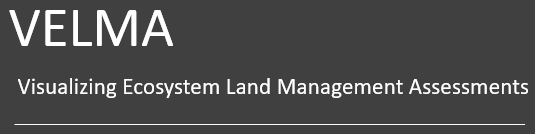 VELMA
Visualizing Ecosystem Land Management Assessments